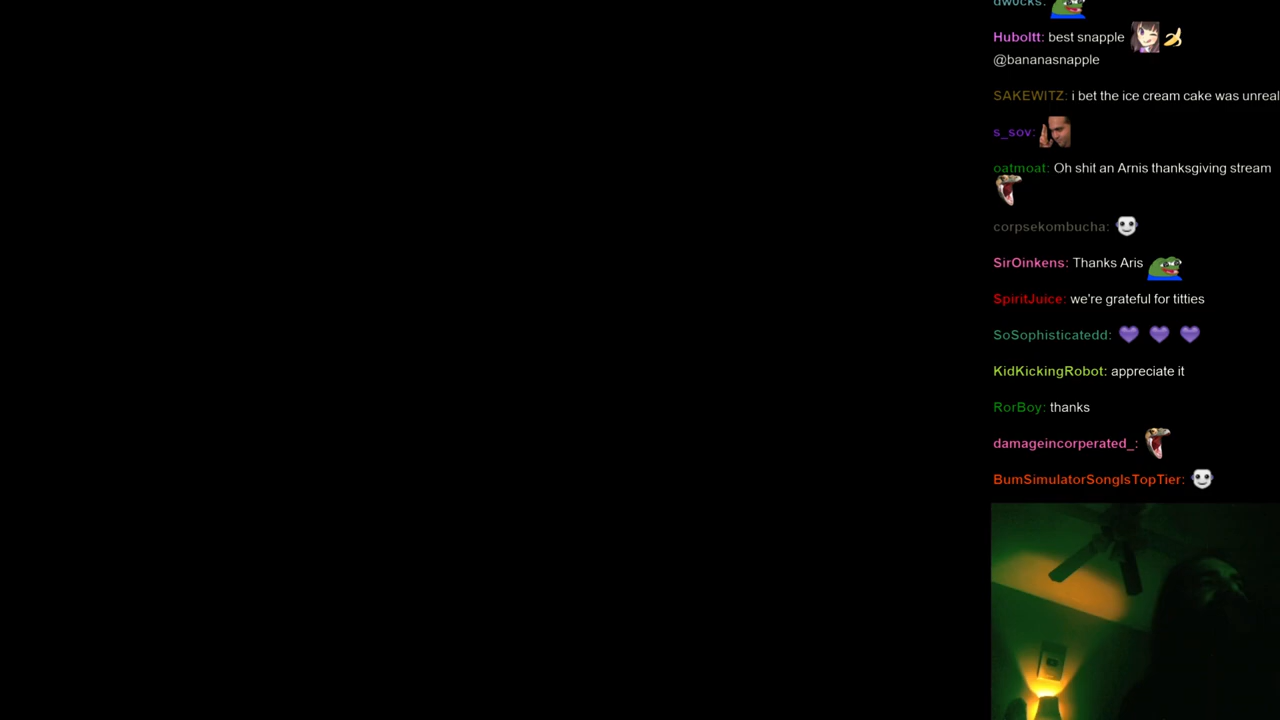 dw0cks:
Huboltt: best snapple
@bananasnapple
SAKEWITZ: i bet the ice cream cake was unreal
s_sov:
oatmoat: Oh shit an Arnis thanksgiving stream
corpsekombucha:
SirOinkens: Thanks Aris
SpiritJuice: we're grateful for titties
SoSophisticatedd:
KidKickingRobot: appreciate it
RorBoy: thanks
damageincorperated_:
BumSimulatorSongIsTopTier: